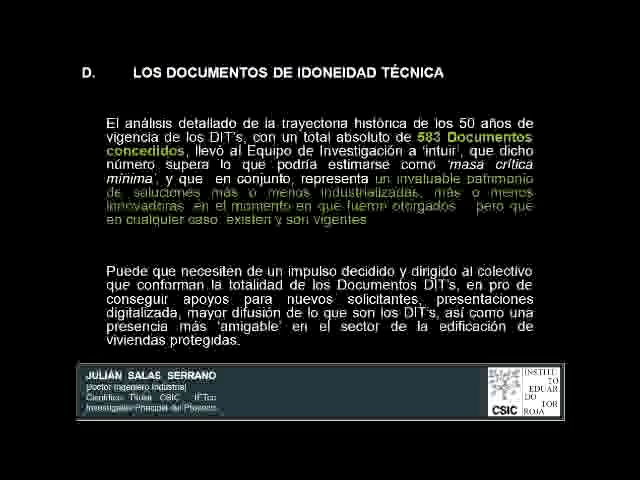 D. LOS DOCUMENTOS DE IDONEIDAD TÉCNICA
El análisis detallado de la trayectoria histórica de los 50 años de
vigencia de los DIT's, con un total absoluto de 583 Documentos
concedidos, llevó al Equipo de Investigación a 'intuir', que dicho
número supera lo que podría estimarse como 'masa crítica
mínima', y que en conjunto, representa un invaluable patrimonio
de soluciones más o menos industrializadas, más o menos
innovadoras en el momento en que fueron otorgados pero que
en cualquier caso existen y son vigentes
Puede que necesiten de un impulso decidido y dirigido al colectivo
que conforman la totalidad de los Documentos DIT's, en pro de
conseguir apoyos para nuevos solicitantes, presentaciones
digitalizada, mayor difusión de lo que son los DIT's, así como una
presencia más 'amigable' en el sector de la edificación de
viviendas protegidas.
JULIÁN SALAS SERRANO
Doctor Ingeniero Industrial
Científico Titular CSIC IETcc
Investigador Principal del Proyecto
CSIC
INSTITU
TO
EDUAR
DO
TOR
ROJA